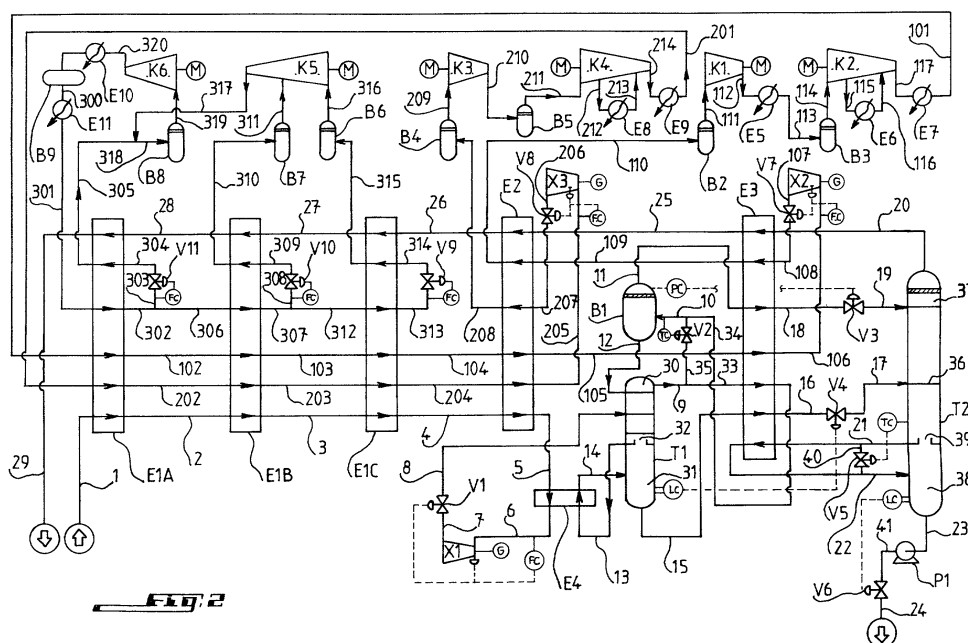 320
K6
M
317
K5
M
316
210
K3
M
209
211
K4
M
213
214
201
K1
M
112
K2
M
114
115
117
101
300
E10
E11
319
311
B6
B9
318
B8
B7
B4
B5
212
E8
E9
111
E5
113
B3
E6
E7
116
B2
110
301
305
310
315
E2
V8
206
X3
G
FC
V7
107
E3
X2
G
FC
28
27
26
25
20
304
V11
309
V10
314
V9
109
108
303
FC
308
FC
FC
11
PC
10
19
37
302
306
307
312
313
208
207
205
B1
12
TC
V2
34
18
V3
102
103
104
105
30
35
33
106
17
36
9
16
V4
202
203
204
32
T2
TC
21
39
2
3
4
8
5
14
T1
31
40
38
29
1
E1A
E1B
E1C
V1
LC
V5
22
LC
7
6
X1
G
FC
13
15
E4
41
23
P1
V6
24
Fig. 2